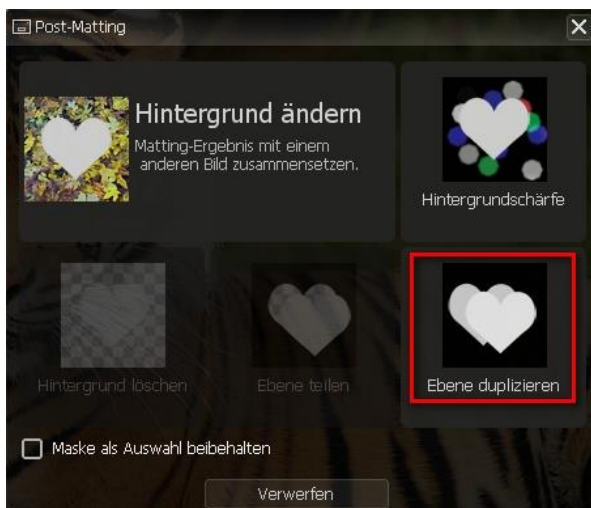 Post-Matting
Hintergrund ändern
Matting-Ergebnis mit einem
anderen Bild zusammensetzen.
Hintergrundschärfe
Hintergrund löschen
Ebene teilen
Ebene duplizieren
Maske als Auswahl beibehalten
Verwerfen